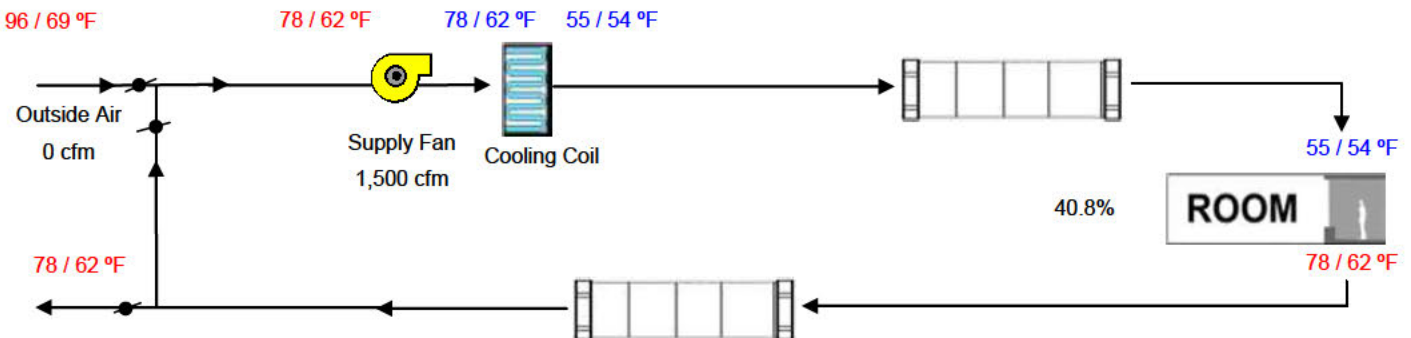 96 / 69 ºF
78 / 62 ºF
78 / 62 ºF
55 / 54 ºF
Outside Air
0 cfm
Supply Fan
1,500 cfm
Cooling Coil
55 / 54 ºF
40.8%
ROOM
78 / 62 ºF
78 / 62 ºF